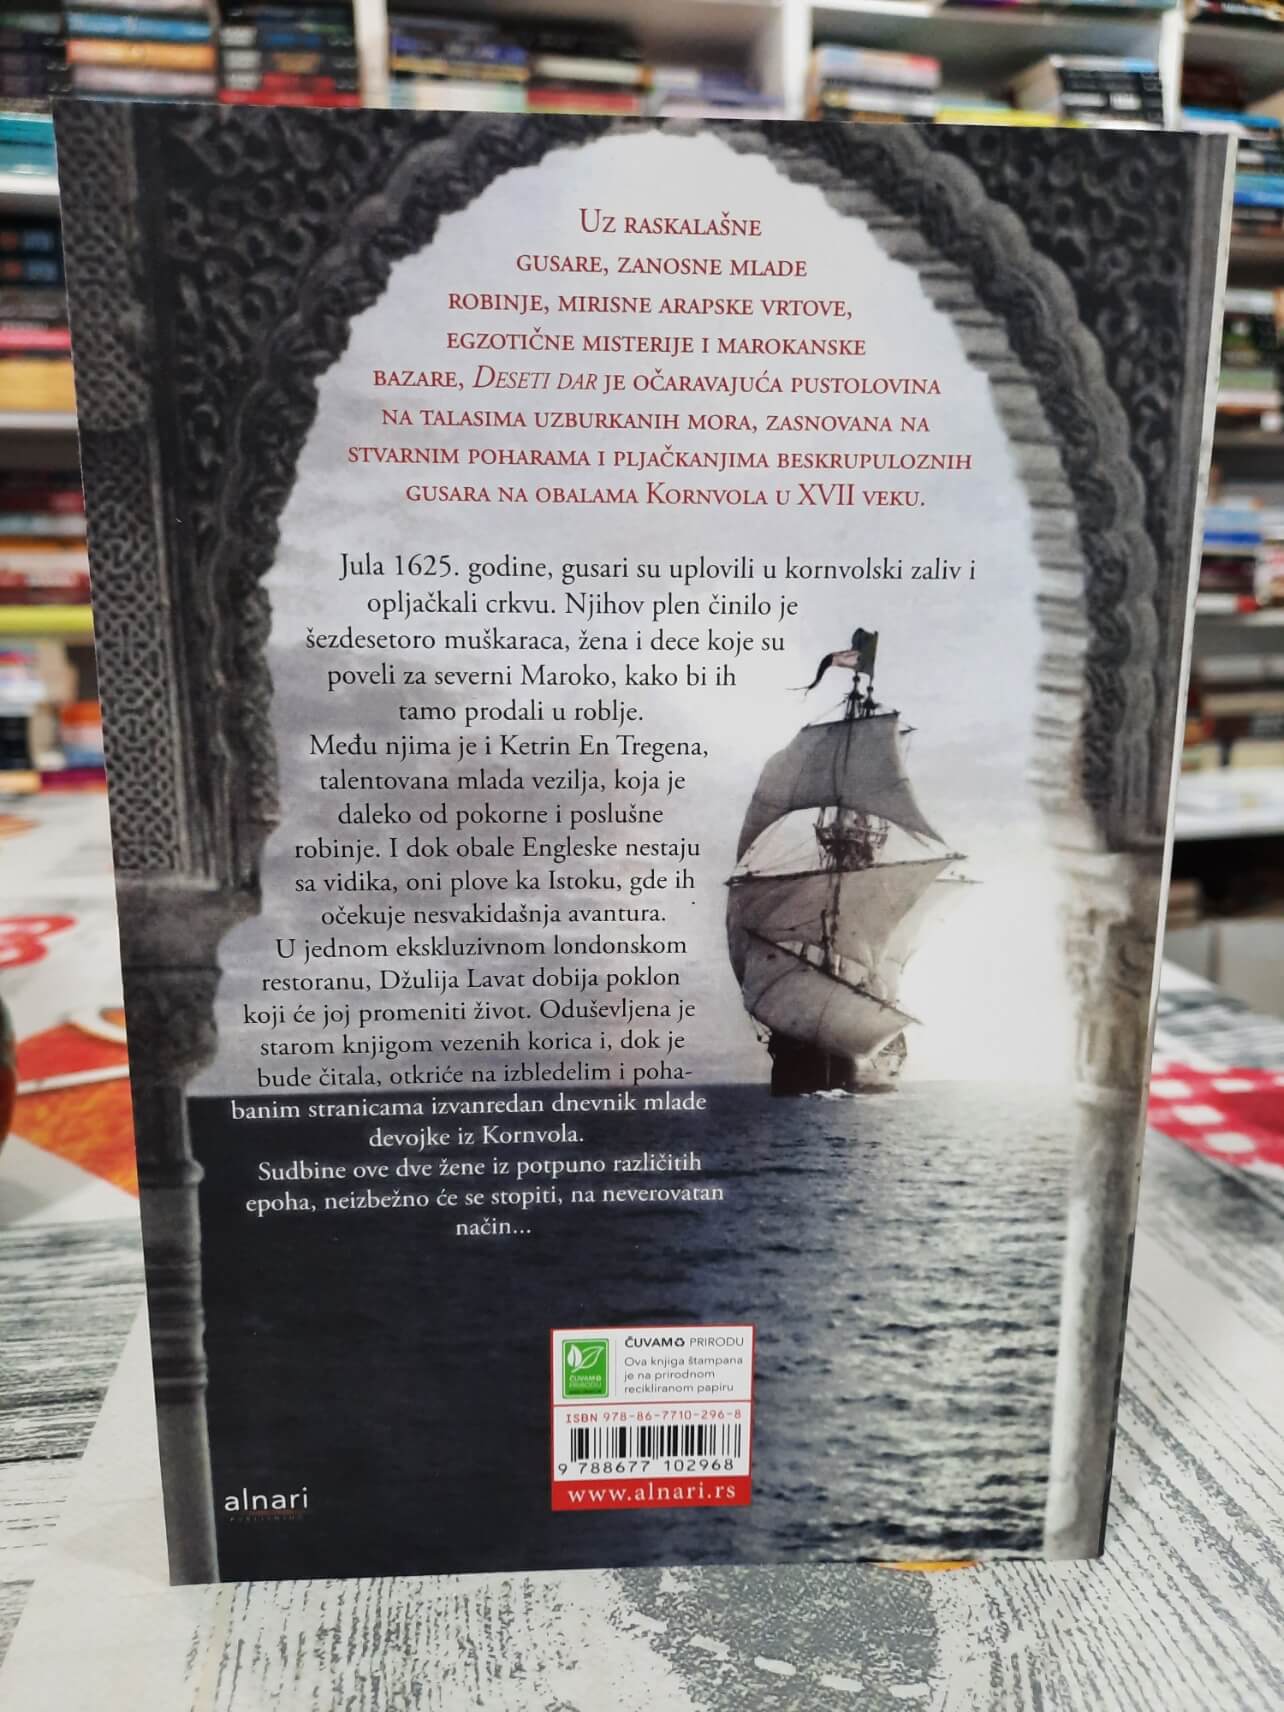 Uz raskalašne
gusare, zanosne mlade
robinje, mirisne arapske vrtove,
egzotične misterije i marokanske
bazare, Deseti dar je očaravajuća pustolovina
na talasima uzburkanih mora, zasnovana na
stvarnim poharama i pljačkanjima beskrupuloznih
gusara na obalama Kornvola u XVII veku.
Jula 1625. godine, gusari su uplovili u kornvolski zaliv i
opljačkali crkvu. Njihov plen činilo je
šezdesetoro muškaraca, žena i dece koje su
poveli za severni Maroko, kako bi ih
tamo prodali u roblje.
Među njima je i Ketrin En Tregena,
talentovana mlada vezilja, koja je
daleko od pokorne i poslušne
robinje. I dok obale Engleske nestaju
sa vidika, oni plove ka Istoku, gde ih
očekuje nesvakidašnja avantura.
U jednom ekskluzivnom londonskom
restoranu, Džulija Lavat dobija poklon
koji će joj promeniti život. Oduševljena je
starom knjigom vezenih korica i, dok je
bude čitala, otkriće na izbledelim i poha-
banim stranicama izvanredan dnevnik mlade
devojke iz Kornvola.
Sudbine ove dve žene iz potpuno različitih
epoha, neizbežno će se stopiti, na neverovatan
način...
ČUVAM PRIRODU
Ova knjiga štampana
je na prirodnom
recikliranom papiru
ČUVAM
PRIRODU
ISBN 978-86-7710-296-8
9 788677 102968
www.alnari.rs
alnari
PUBLISHING